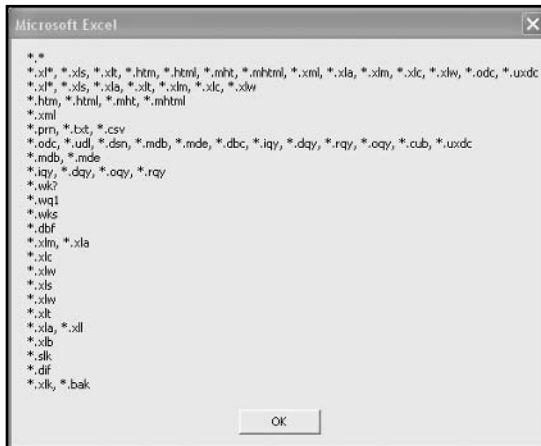 Microsoft Excel
*.*
*.xl*, *.xls, *.xlt, *.htm, *.html, *.mht, *.mhtml, *.xml, *.xla, *.xlm, *.xlc, *.xlw, *.odc, *.uxdc
*.xl*, *.xls, *.xla, *.xlt, *.xlm, *.xlc, *.xlw
*.htm, *.html, *.mht, *.mhtml
*.xml
*.prn, *.txt, *.csv
*.odc, *.udl, *.dsn, *.mdb, *.mde, *.dbc, *.iqy, *.dqy, *.rqy, *.oqy, *.cub, *.uxdc
*.mdb, *.mde
*.iqy, *.dqy, *.oqy, *.rqy
*.wk?
*.wq1
*.wks
*.dbf
*.xlm, *.xla
*.xlc
*.xlw
*.xls
*.xlw
*.xlt
*.xla, *.xll
*.xlb
*.slk
*.dif
*.xlk, *.bak
OK